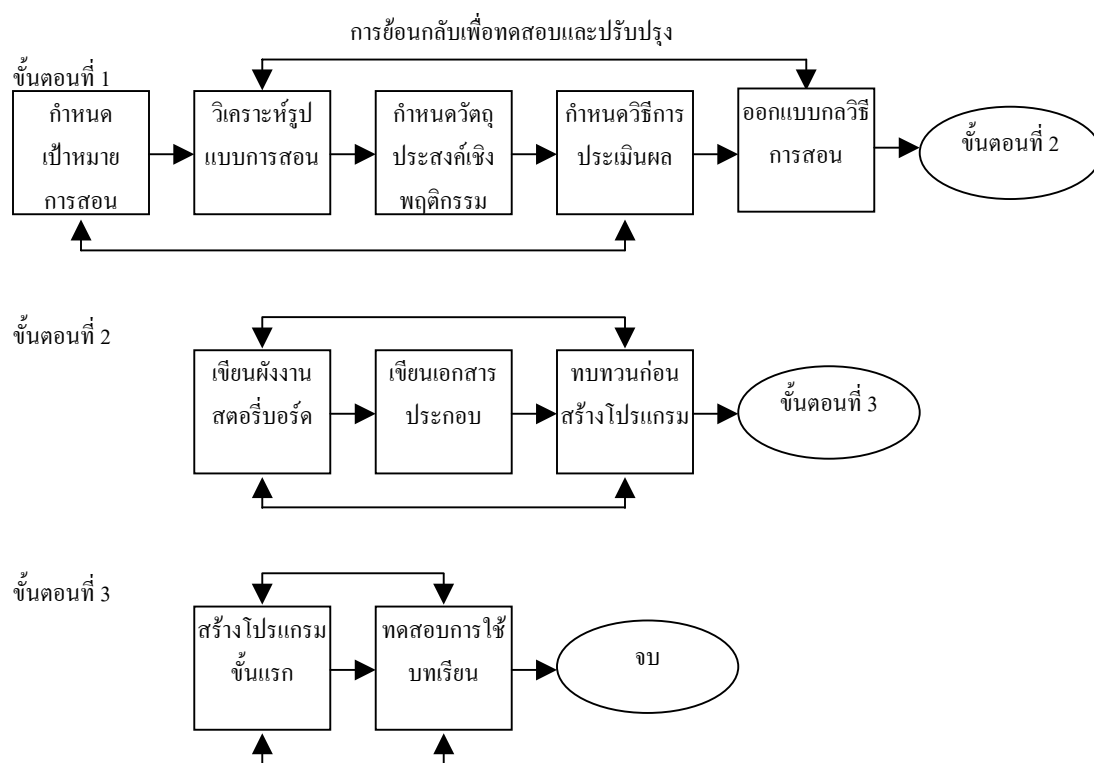 การย้อนกลับเพื่อทดสอบและปรับปรุง
ขั้นตอนที่ 1
กำหนด
เป้าหมาย
การสอน
วิเคราะห์รูป
แบบการสอน
กำหนดวัตถุ
ประสงค์เชิง
พฤติกรรม
กำหนดวิธีการ
ประเมินผล
ออกแบบกลวิธี
การสอน
ขั้นตอนที่ 2
ขั้นตอนที่ 2
เขียนผังงาน
สตอรี่บอร์ด
เขียนเอกสาร
ประกอบ
ทบทวนก่อน
สร้างโปรแกรม
ขั้นตอนที่ 3
ขั้นตอนที่ 3
สร้างโปรแกรม
ขั้นแรก
ทดสอบการใช้
บทเรียน
จบ